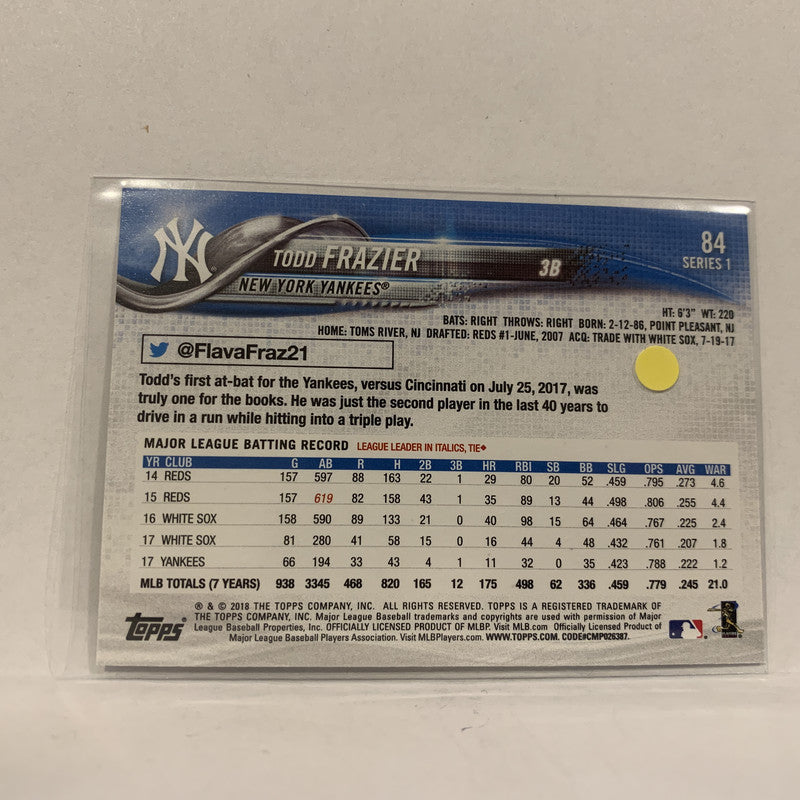 NY
TODD FRAZIER
NEW YORK YANKEES®
3B
84
SERIES 1
HT: 6'3" WT: 220
BATS: RIGHT THROWS: RIGHT BORN: 2-12-86, POINT PLEASANT, NJ
HOME: TOMS RIVER, NJ DRAFTED: REDS #1-JUNE, 2007 ACQ: TRADE WITH WHITE SOX, 7-19-17
@FlavaFraz21
Todd's first at-bat for the Yankees, versus Cincinnati on July 25, 2017, was
truly one for the books. He was just the second player in the last 40 years to
drive in a run while hitting into a triple play.
MAJOR LEAGUE BATTING RECORD LEAGUE LEADER IN ITALICS, TIE♦
YR CLUB G AB R H 2B 3B HR RBI SB BB SLG OPS AVG WAR
14 REDS 157 597 88 163 22 1 29 80 20 52 .459 .795 .273 4.6
15 REDS 157 619 82 158 43 1 35 89 13 44 .498 .806 .255 4.4
16 WHITE SOX 158 590 89 133 21 0 40 98 15 64 .464 .767 .225 2.4
17 WHITE SOX 81 280 41 58 15 0 16 44 4 48 .432 .761 .207 1.8
17 YANKEES 66 194 33 43 4 1 11 32 0 35 .423 .788 .222 1.2
MLB TOTALS (7 YEARS) 938 3345 468 820 165 12 175 498 62 336 .459 .779 .245 21.0
® & © 2018 THE TOPPS COMPANY, INC. ALL RIGHTS RESERVED. TOPPS IS A REGISTERED TRADEMARK OF
THE TOPPS COMPANY, INC. Major League Baseball trademarks and copyrights are used with permission of Major
League Baseball Properties, Inc. OFFICIALLY LICENSED PRODUCT OF MLBP. Visit MLB.com Officially Licensed Product of
Major League Baseball Players Association. Visit MLBPlayers.com. WWW.TOPPS.COM. CODE#CMP026387.
Topps